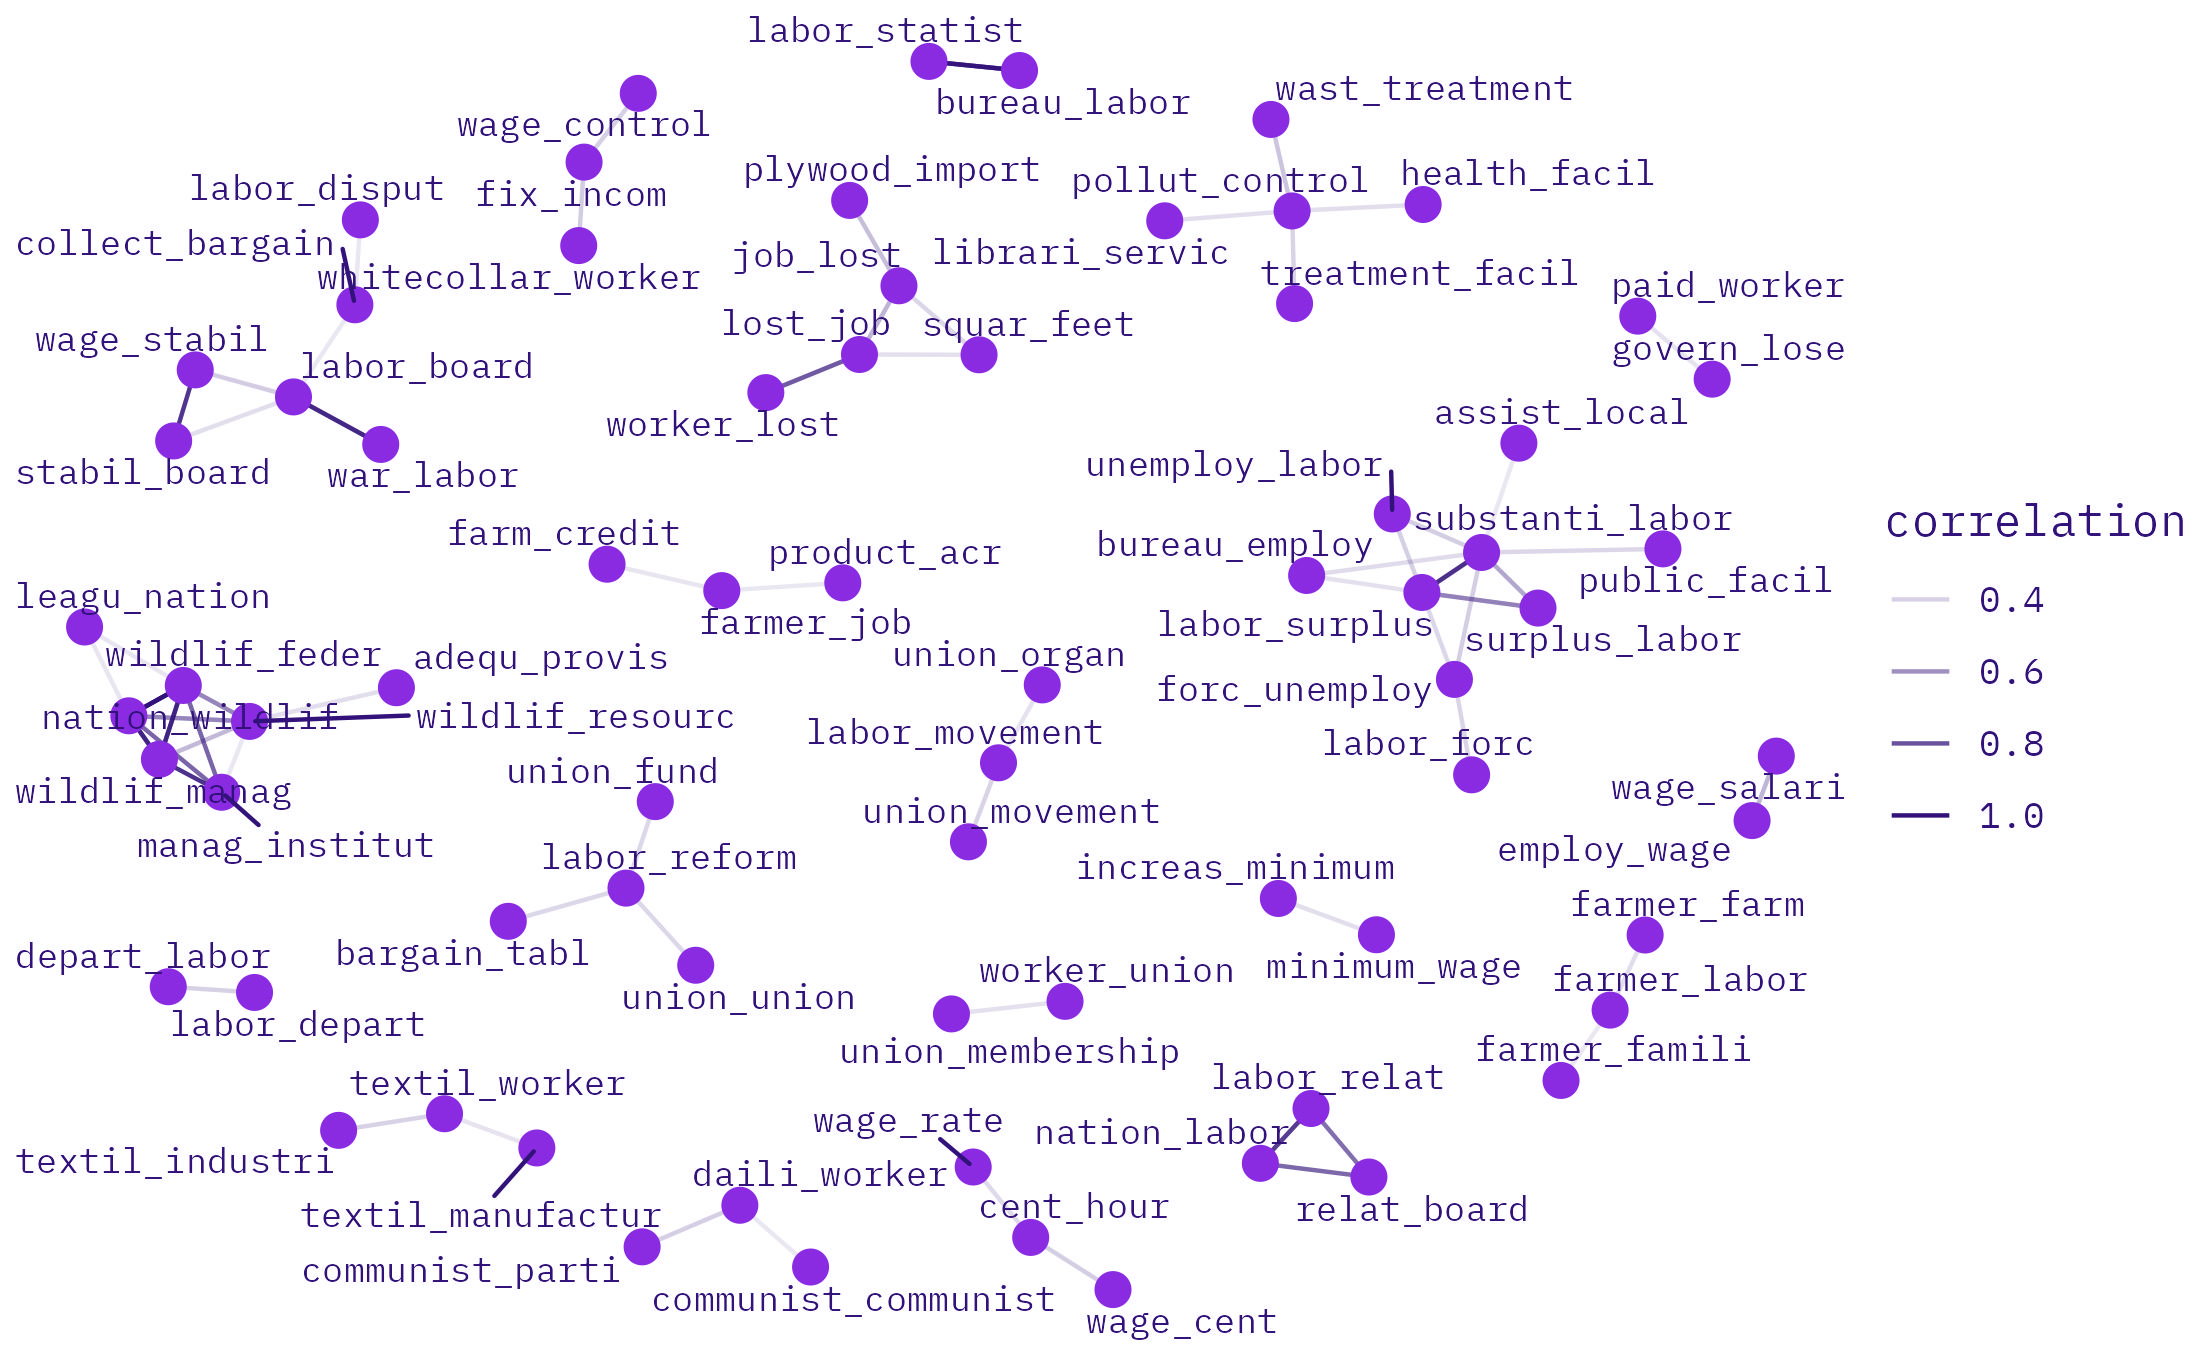 labor_statist
bureau_labor
wast_treatment
wage_control
plywood_import
pollut_control
health_facil
labor_disput
fix_incom
collect_bargain
job_lost
librari_servic
whitecollar_worker
treatment_facil
paid_worker
wage_stabil
lost_job
squar_feet
govern_lose
labor_board
assist_local
worker_lost
stabil_board
war_labor
unemploy_labor
farm_credit
substanti_labor
correlation
product_acr
bureau_employ
public_facil
leagu_nation
0.4
farmer_job
labor_surplus
surplus_labor
wildlif_feder
adequ_provis
union_organ
0.6
forc_unemploy
nation_wildlif
wildlif_resourc
labor_movement
labor_forc
0.8
union_fund
wildlif_manag
wage_salari
union_movement
1.0
manag_institut
labor_reform
employ_wage
increas_minimum
farmer_farm
depart_labor
bargain_tabl
worker_union
minimum_wage
farmer_labor
union_union
labor_depart
union_membership
farmer_famili
textil_worker
labor_relat
wage_rate
nation_labor
textil_industri
daili_worker
cent_hour
relat_board
textil_manufactur
communist_parti
communist_communist
wage_cent